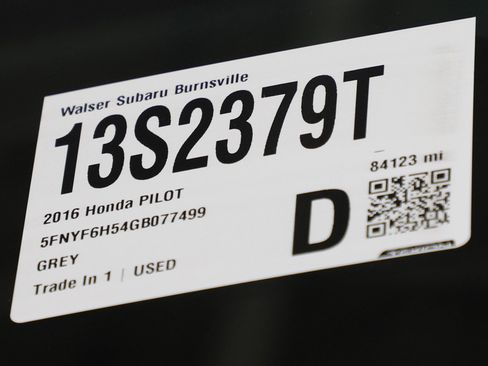 Walser Subaru Burnsville
13S2379T
84123 mi
2016 Honda PILOT
5FNYF6H54GB077499
D
GREY
Trade In 1 | USED